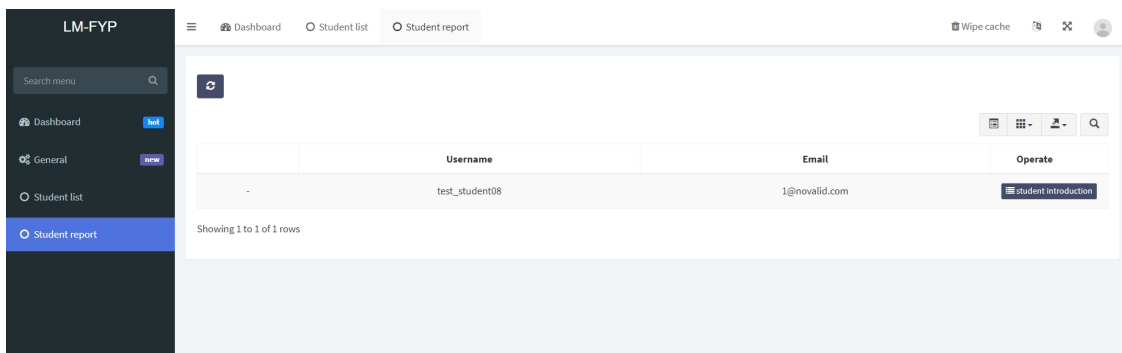 LM-FYP
Dashboard
Student list
Student report
Wipe cache
Search menu
Dashboard hot
General new
Student list
Student report
Username Email Operate
- test_student08 1@novalid.com student introduction
Showing 1 to 1 of 1 rows